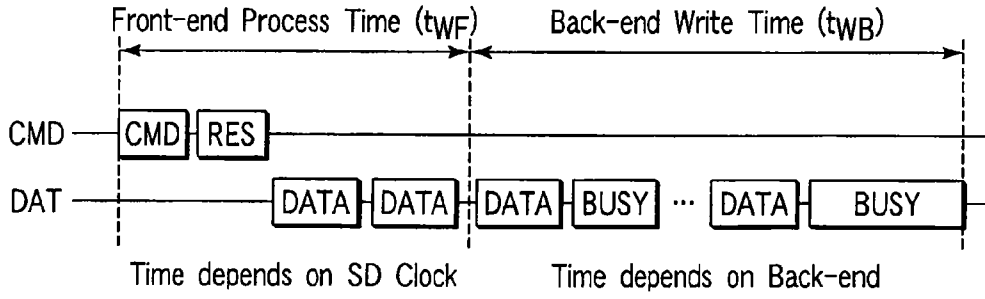 Front-end Process Time (tWF) Back-end Write Time (tWB)
CMD CMD RES
DAT DATA DATA DATA BUSY ... DATA BUSY
Time depends on SD Clock Time depends on Back-end